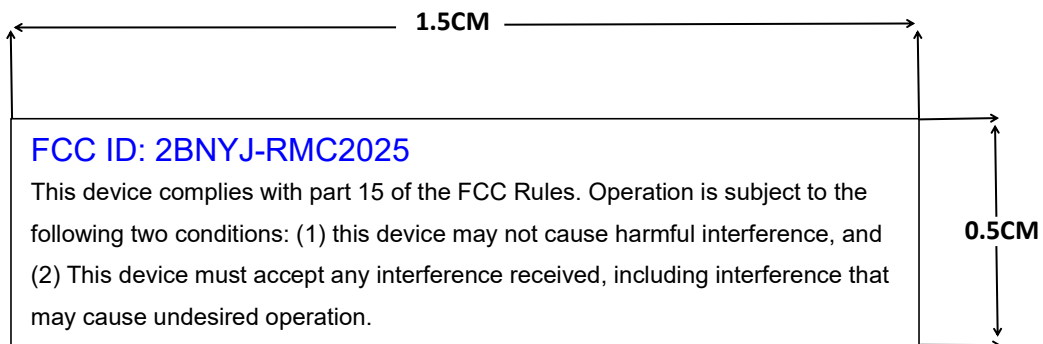 1.5CM
FCC ID: 2BNYJ-RMC2025
This device complies with part 15 of the FCC Rules. Operation is subject to the
following two conditions: (1) this device may not cause harmful interference, and
(2) This device must accept any interference received, including interference that
may cause undesired operation.
0.5CM